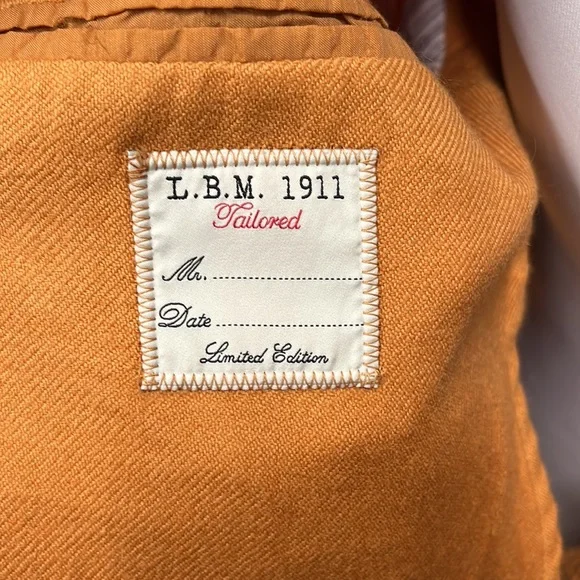 L.B.M. 1911
Tailored
Mr. ........................................
Date ........................................
Limited Edition